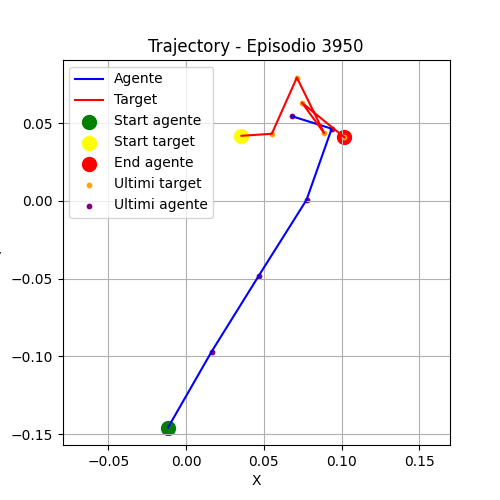 Trajectory - Episodio 3950
Agente
Target
Start agente
Start target
End agente
Ultimi target
Ultimi agente
0.05
0.00
−0.05
−0.10
−0.15
−0.05
0.00
0.05
0.10
0.15
X